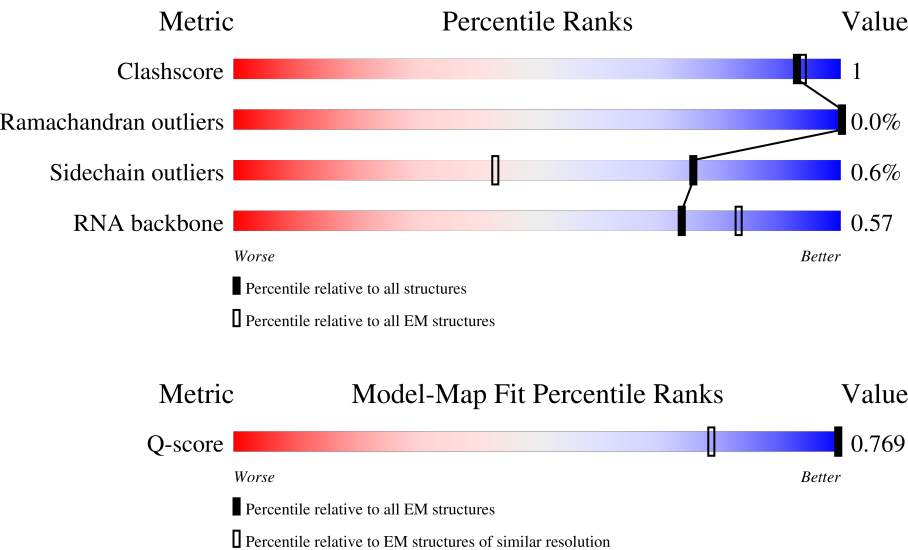 Metric Percentile Ranks Value
Clashscore 1
Ramachandran outliers 0.0%
Sidechain outliers 0.6%
RNA backbone 0.57
Worse Better
Percentile relative to all structures
Percentile relative to all EM structures
Metric Model-Map Fit Percentile Ranks Value
Q-score 0.769
Worse Better
Percentile relative to all EM structures
Percentile relative to EM structures of similar resolution